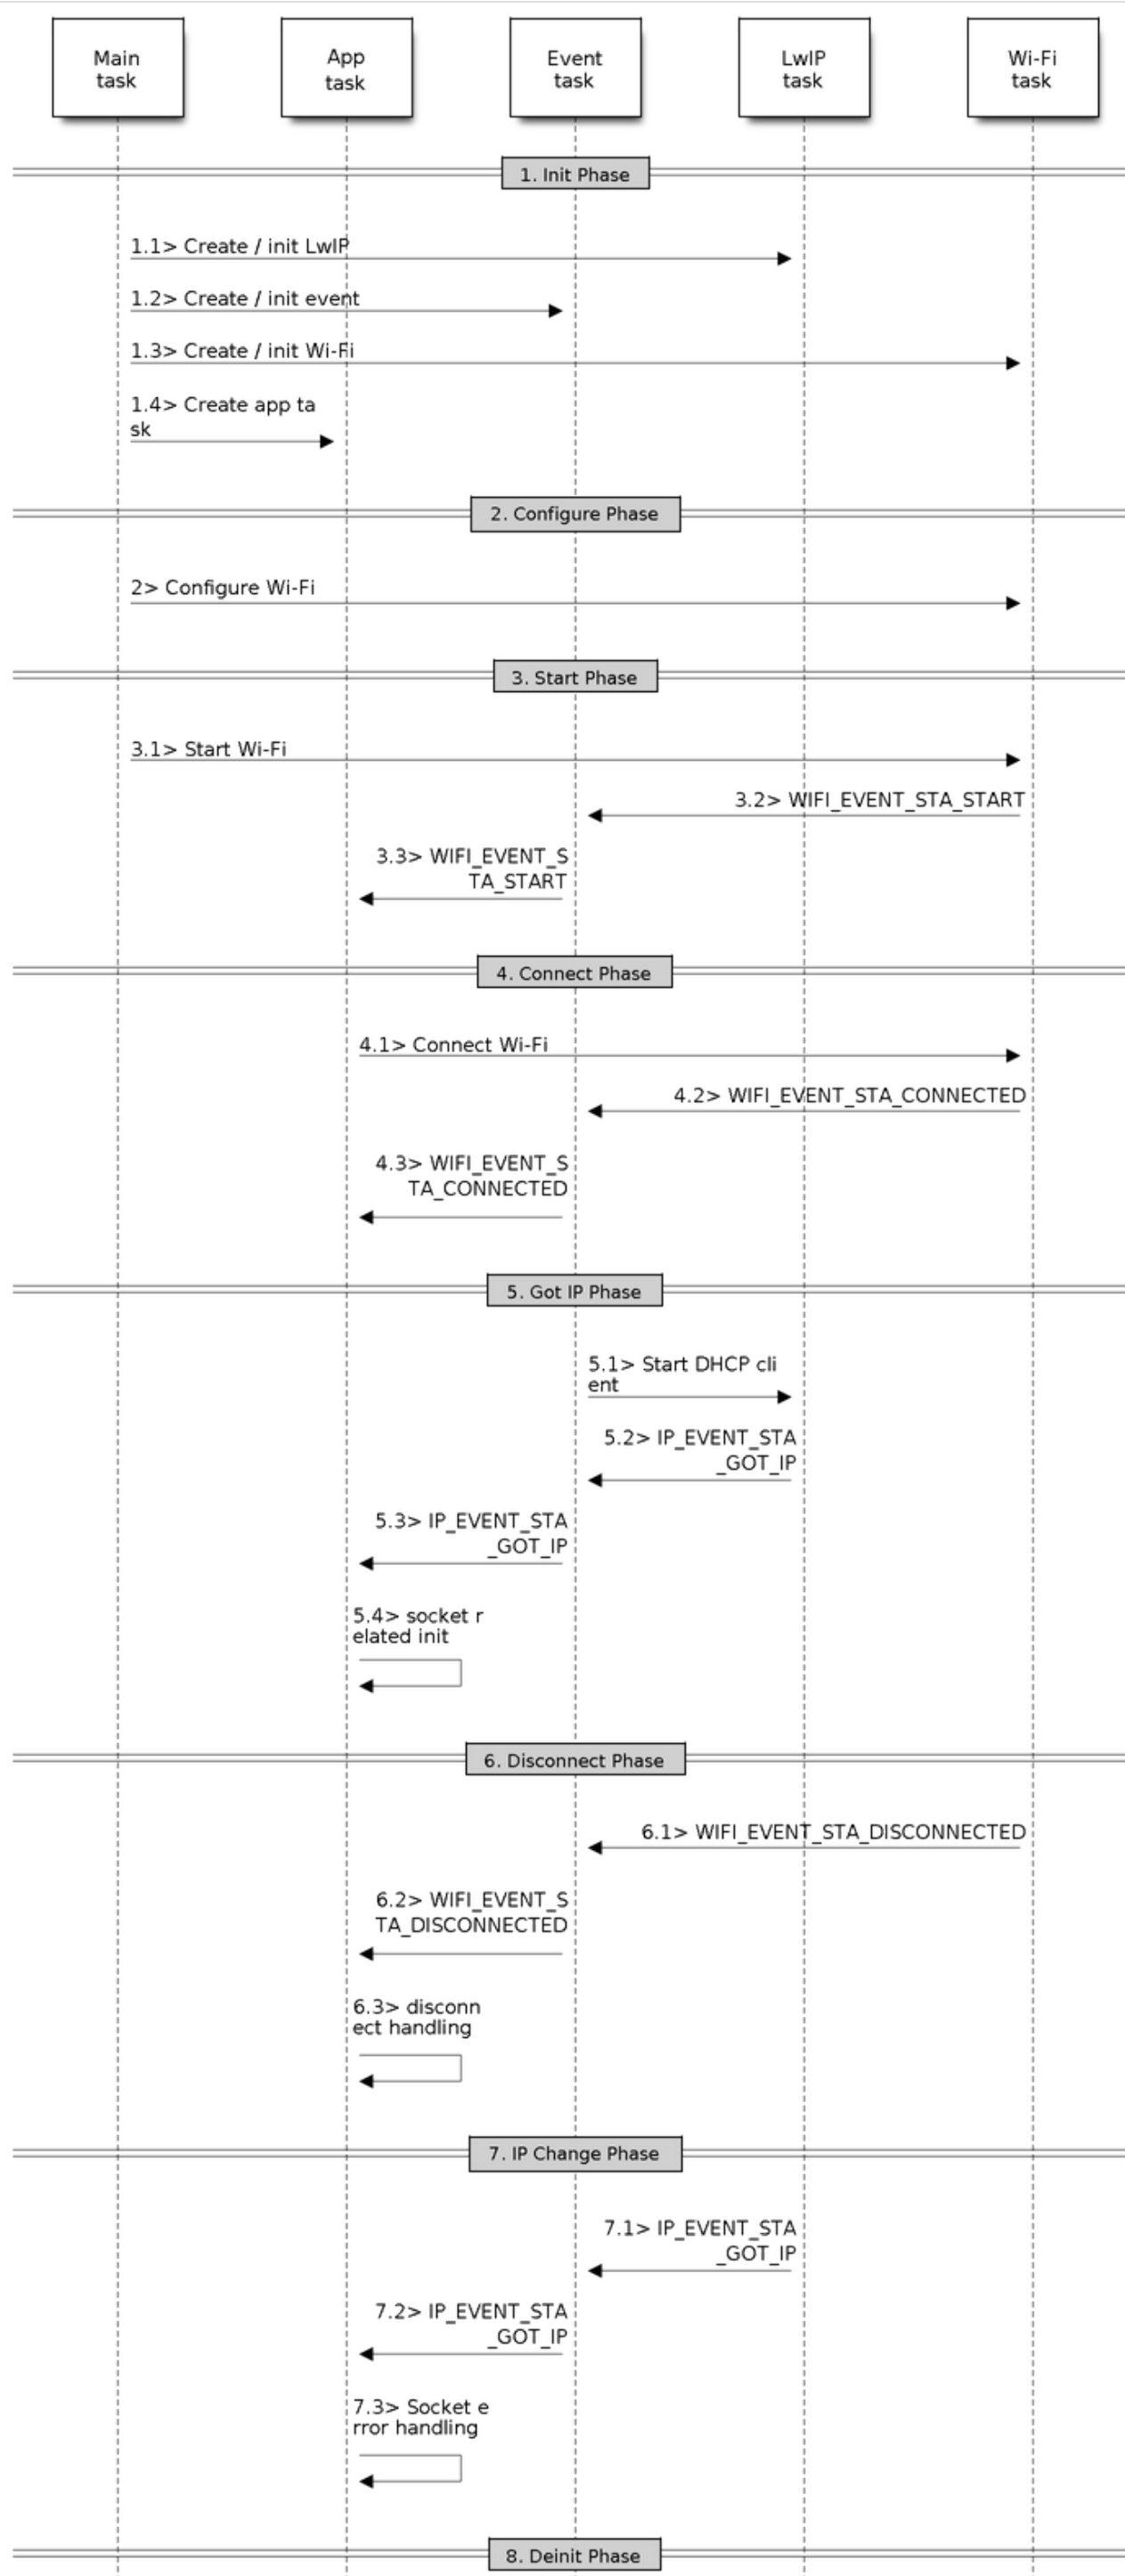 Main
task
App
task
Event
task
LwIP
task
Wi-Fi
task
1. Init Phase
1.1> Create / init LwIP
1.2> Create / init event
1.3> Create / init Wi-Fi
1.4> Create app ta
sk
2. Configure Phase
2> Configure Wi-Fi
3. Start Phase
3.1> Start Wi-Fi
3.2> WIFI_EVENT_STA_START
3.3> WIFI_EVENT_S
TA_START
4. Connect Phase
4.1> Connect Wi-Fi
4.2> WIFI_EVENT_STA_CONNECTED
4.3> WIFI_EVENT_S
TA_CONNECTED
5. Got IP Phase
5.1> Start DHCP cli
ent
5.2> IP_EVENT_STA
_GOT_IP
5.3> IP_EVENT_STA
_GOT_IP
5.4> socket r
elated init
6. Disconnect Phase
6.1> WIFI_EVENT_STA_DISCONNECTED
6.2> WIFI_EVENT_S
TA_DISCONNECTED
6.3> disconn
ect handling
7. IP Change Phase
7.1> IP_EVENT_STA
_GOT_IP
7.2> IP_EVENT_STA
_GOT_IP
7.3> Socket e
rror handling
8. Deinit Phase